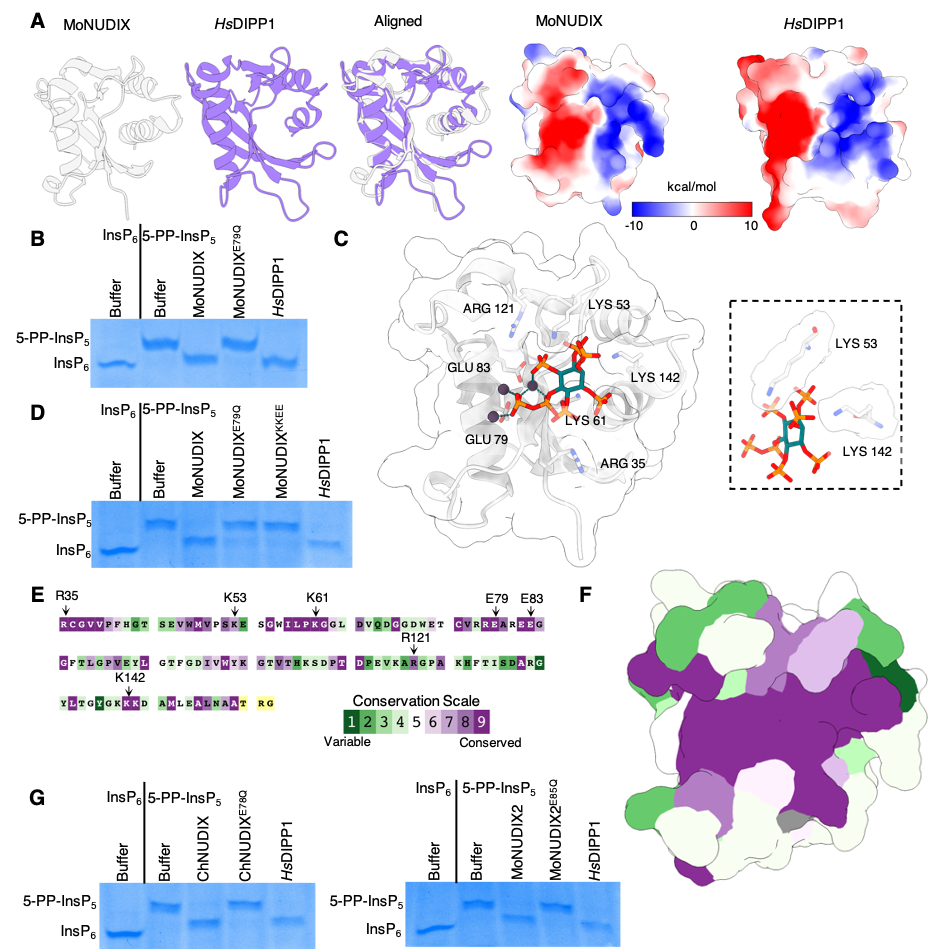 A
MoNUDIX
HsDIPP1
Aligned
MoNUDIX
HsDIPP1
kcal/mol
-10 0 10
B
InsP6 5-PP-InsP5
Buffer
Buffer
MoNUDIX
MoNUDIXE79Q
HsDIPP1
5-PP-InsP5
InsP6
C
ARG 121
LYS 53
GLU 83
LYS 142
LYS 61
GLU 79
ARG 35
LYS 53
LYS 142
D
InsP6 5-PP-InsP5
Buffer
Buffer
MoNUDIX
MoNUDIXE79Q
MoNUDIXKKEE
HsDIPP1
5-PP-InsP5
InsP6
E
R35 K53 K61 E79 E83
RCGVVPFHGT SEVWMVPSKE SGWILPKGGL DVQDGGDWET CVRREAREEG
R121
GFTLGPVEYL GTFGDIVWYK GTVTHKSDPT DPEVKARGPA KHFTISDARG
K142
YLTGYGKKKD AMLEALNAAT RG
Conservation Scale
1 2 3 4 5 6 7 8 9
Variable Conserved
F
G
InsP6 5-PP-InsP5
Buffer
Buffer
ChNUDIX
ChNUDIXE78Q
HsDIPP1
5-PP-InsP5
InsP6
InsP6 5-PP-InsP5
Buffer
Buffer
MoNUDIX2
MoNUDIX2E85Q
HsDIPP1
5-PP-InsP5
InsP6